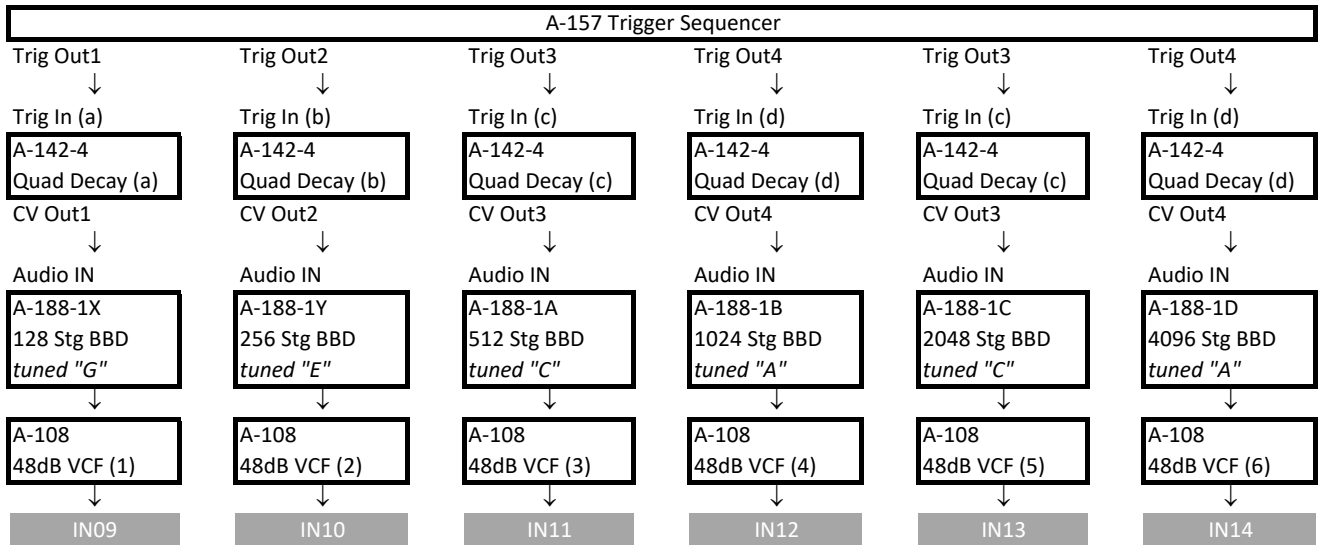 A-157 Trigger Sequencer
Trig Out1 Trig Out2 Trig Out3 Trig Out4 Trig Out3 Trig Out4
↓ ↓ ↓ ↓ ↓ ↓
Trig In (a) Trig In (b) Trig In (c) Trig In (d) Trig In (c) Trig In (d)
A-142-4 A-142-4 A-142-4 A-142-4 A-142-4 A-142-4
Quad Decay (a) Quad Decay (b) Quad Decay (c) Quad Decay (d) Quad Decay (c) Quad Decay (d)
CV Out1 CV Out2 CV Out3 CV Out4 CV Out3 CV Out4
↓ ↓ ↓ ↓ ↓ ↓
Audio IN Audio IN Audio IN Audio IN Audio IN Audio IN
A-188-1X A-188-1Y A-188-1A A-188-1B A-188-1C A-188-1D
128 Stg BBD 256 Stg BBD 512 Stg BBD 1024 Stg BBD 2048 Stg BBD 4096 Stg BBD
tuned "G" tuned "E" tuned "C" tuned "A" tuned "C" tuned "A"
↓ ↓ ↓ ↓ ↓ ↓
A-108 A-108 A-108 A-108 A-108 A-108
48dB VCF (1) 48dB VCF (2) 48dB VCF (3) 48dB VCF (4) 48dB VCF (5) 48dB VCF (6)
↓ ↓ ↓ ↓ ↓ ↓
IN09 IN10 IN11 IN12 IN13 IN14